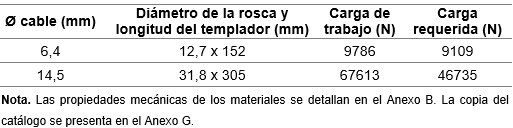 Ø cable (mm) Diámetro de la rosca y longitud del templador (mm) Carga de trabajo (N) Carga requerida (N)
6,4 12,7 x 152 9786 9109
14,5 31,8 x 305 67613 46735
Nota. Las propiedades mecánicas de los materiales se detallan en el Anexo B. La copia del
catálogo se presenta en el Anexo G.